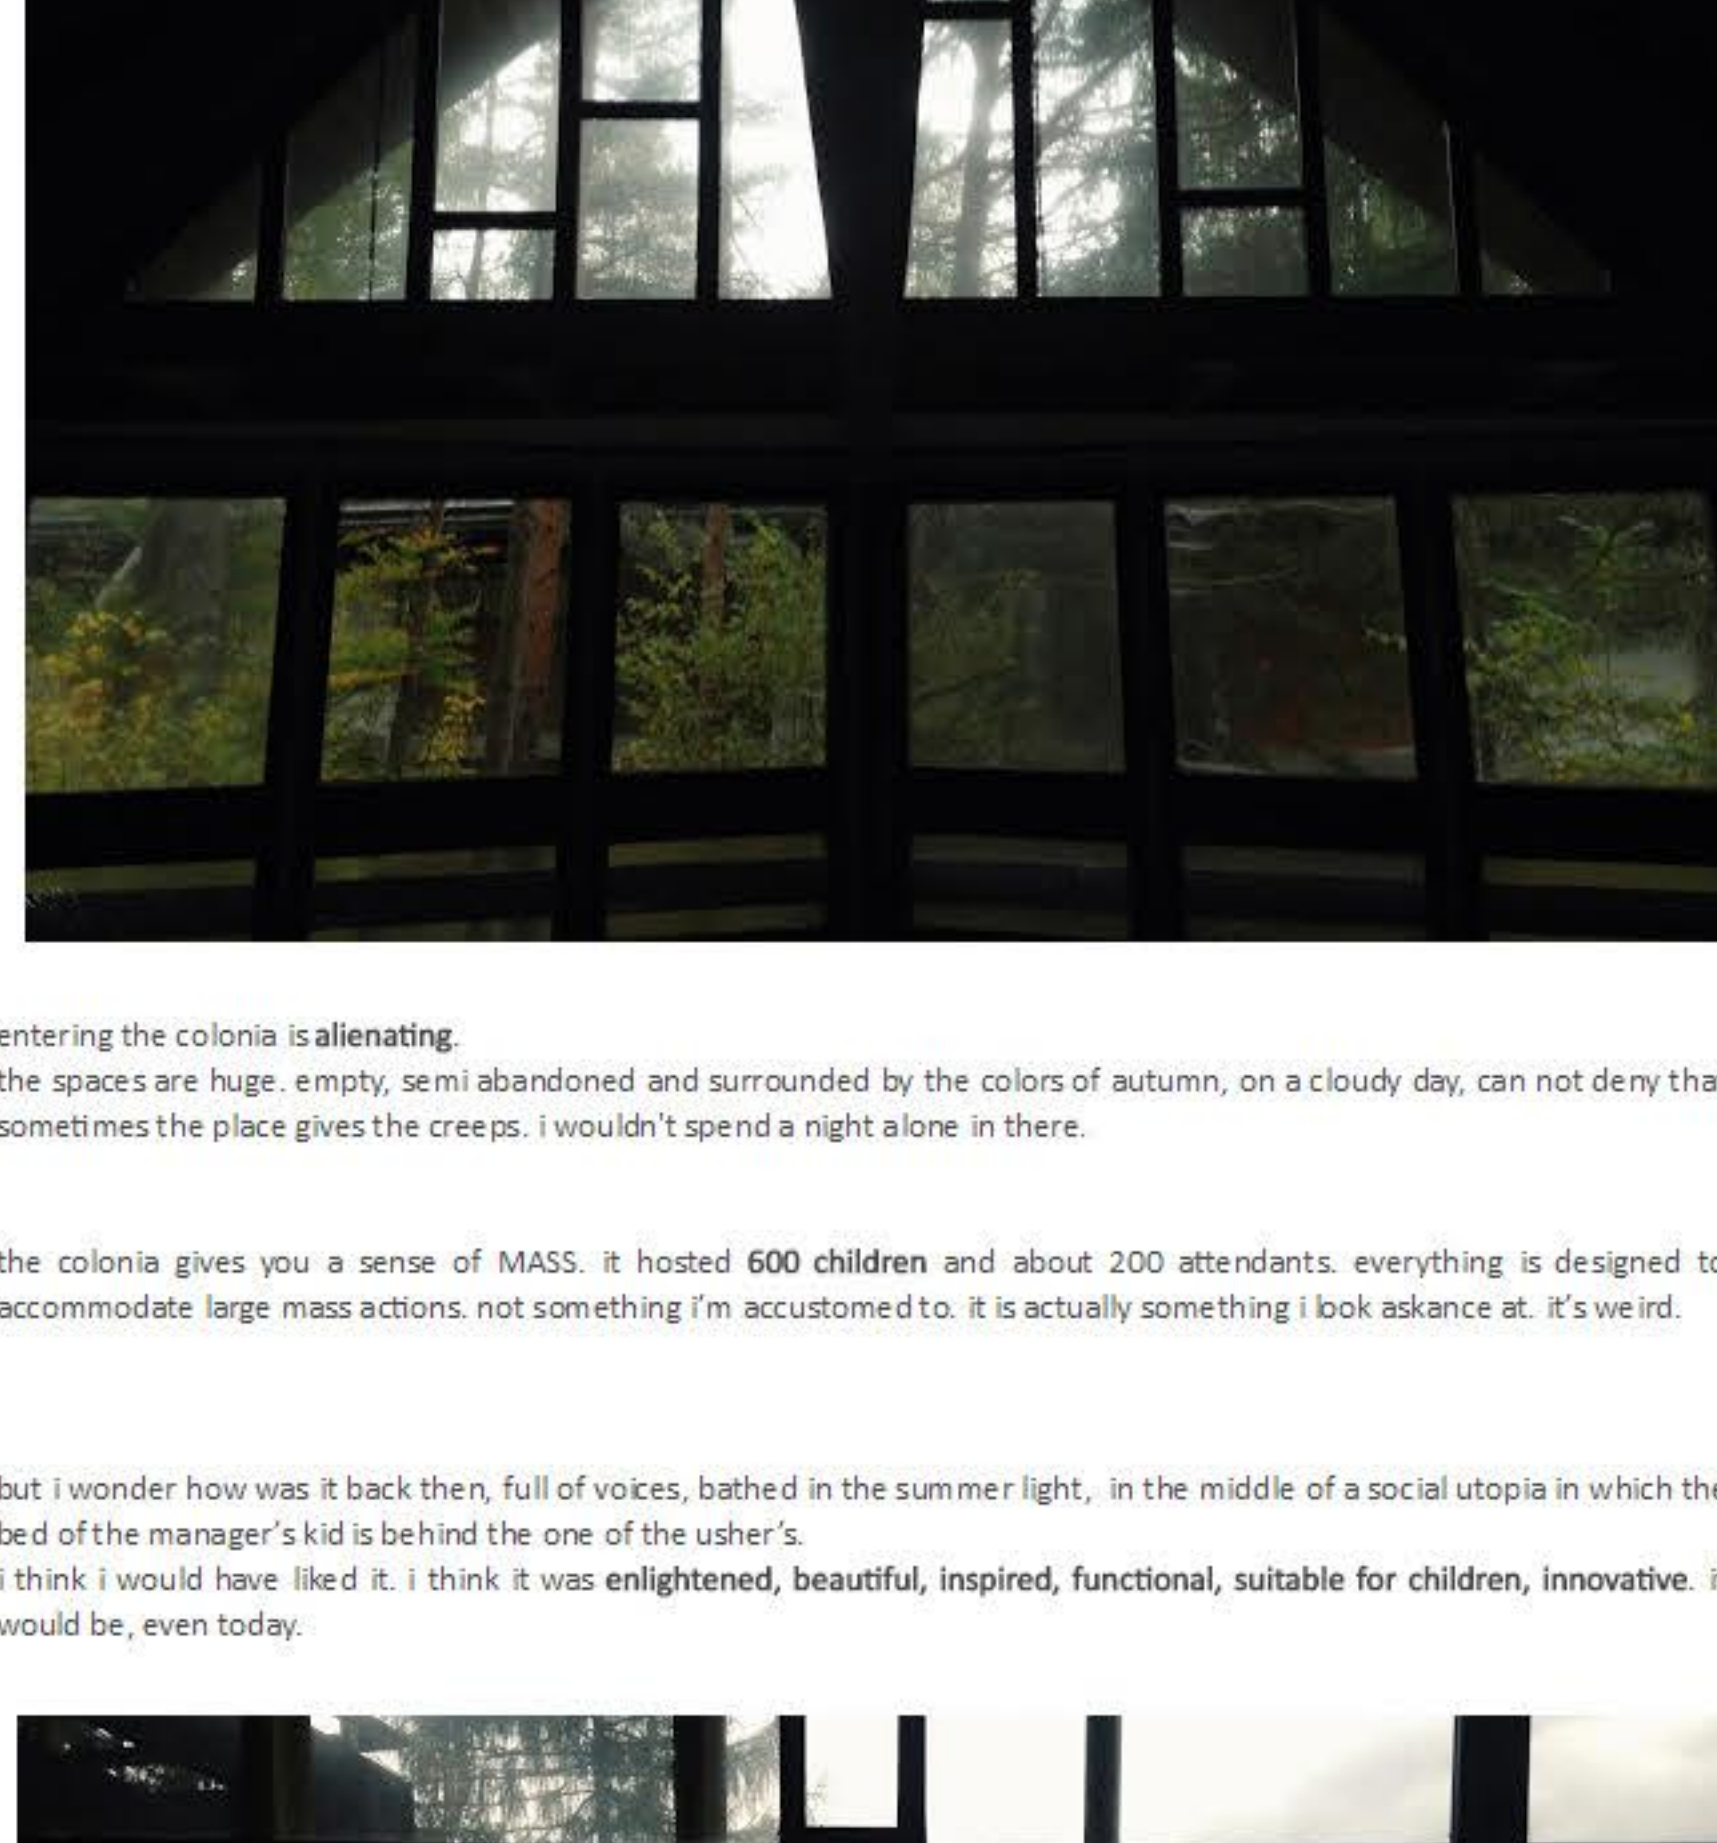 entering the colonia is alienating.
the spaces are huge. empty, semi abandoned and surrounded by the colors of autumn, on a cloudy day, can not deny tha
sometimes the place gives the creeps. i wouldn't spend a night alone in there.
the colonia gives you a sense of MASS. it hosted 600 children and about 200 attendants. everything is designed to
accommodate large mass actions. not something i'm accustomed to. it is actually something i look askance at. it's weird.
but i wonder how was it back then, full of voices, bathed in the summer light, in the middle of a social utopia in which the
bed of the manager's kid is behind the one of the usher's.
i think i would have liked it. i think it was enlightened, beautiful, inspired, functional, suitable for children, innovative. i
would be, even today.